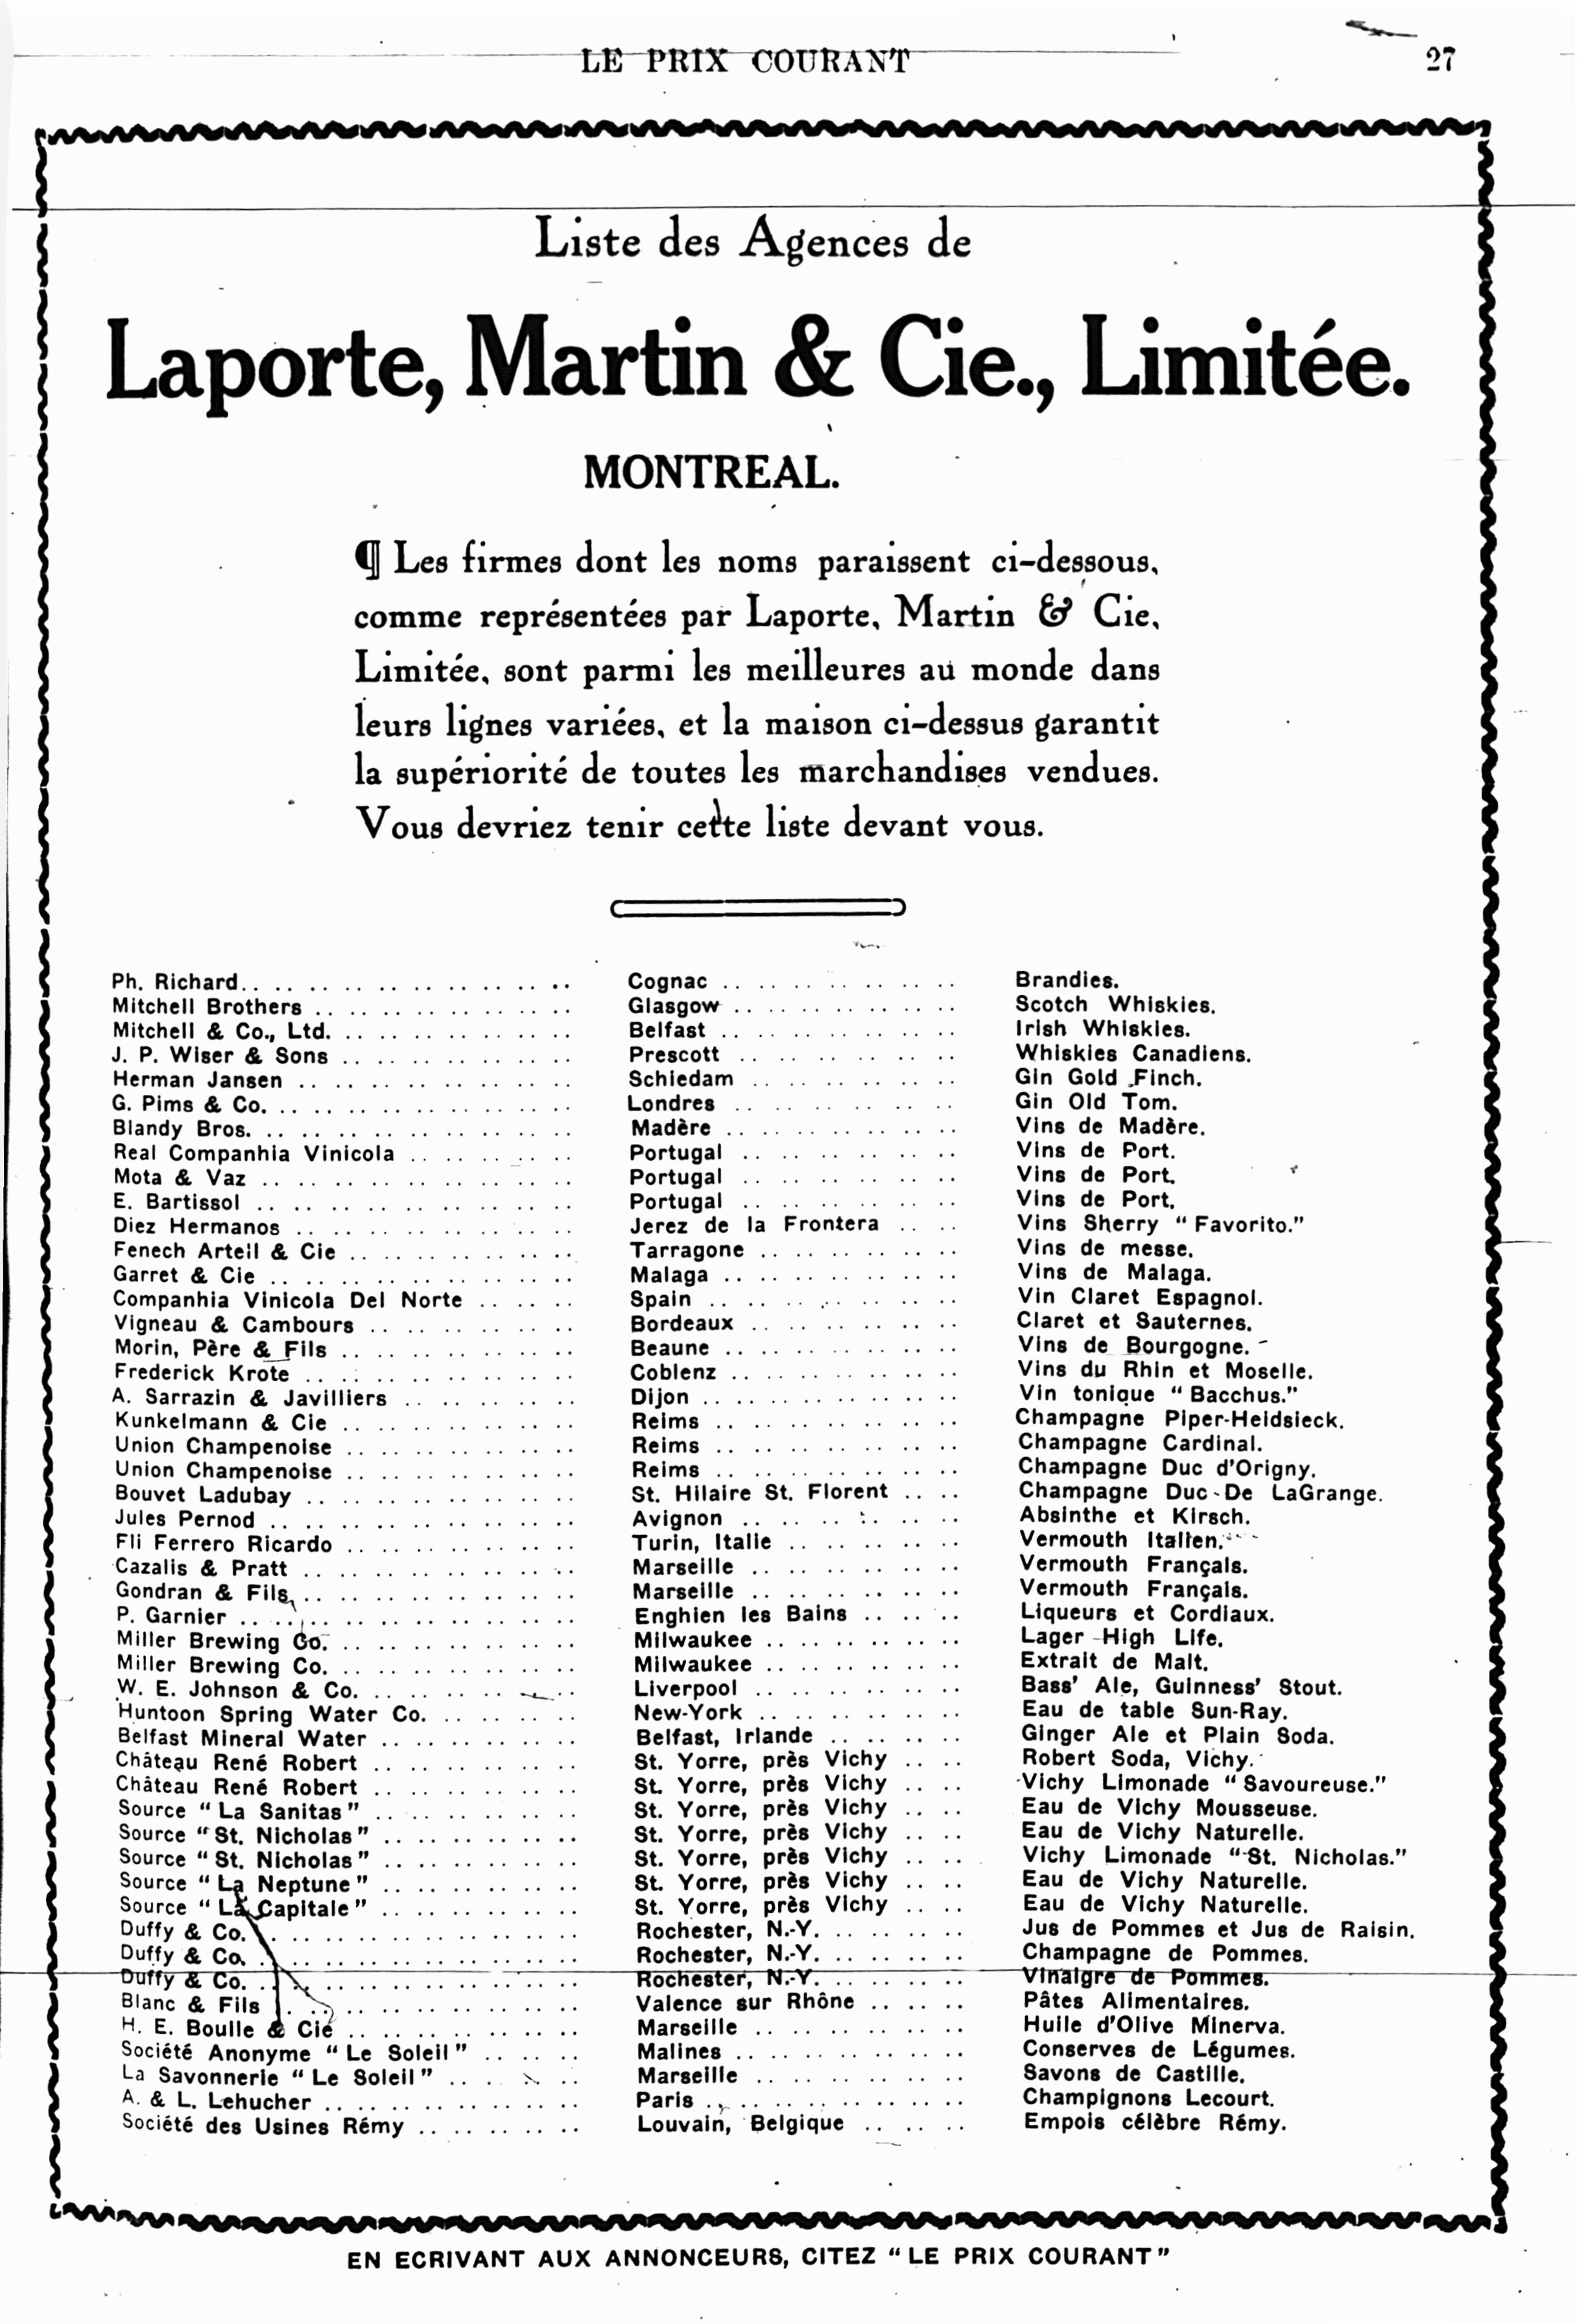 LE PRIX COURANT 27
Liste des Agences de
Laporte, Martin & Cie., Limitée.
MONTREAL.
¶ Les firmes dont les noms paraissent ci-dessous,
comme représentées par Laporte, Martin & Cie,
Limitée, sont parmi les meilleures au monde dans
leurs lignes variées, et la maison ci-dessus garantit
la supériorité de toutes les marchandises vendues.
Vous devriez tenir cette liste devant vous.
Ph. Richard.. .. .. .. .. .. .. .. .. Cognac .. .. .. .. .. .. .. Brandies.
Mitchell Brothers .. .. .. .. .. .. .. .. Glasgow .. .. .. .. .. .. .. Scotch Whiskies.
Mitchell & Co., Ltd. .. .. .. .. .. .. .. Belfast .. .. .. .. .. .. .. Irish Whiskies.
J. P. Wiser & Sons .. .. .. .. .. .. .. Prescott .. .. .. .. .. .. Whiskies Canadiens.
Herman Jansen .. .. .. .. .. .. .. .. Schiedam .. .. .. .. .. .. Gin Gold Finch.
G. Pims & Co. .. .. .. .. .. .. .. .. .. Londres .. .. .. .. .. .. .. Gin Old Tom.
Blandy Bros. .. .. .. .. .. .. .. .. .. Madère .. .. .. .. .. .. .. Vins de Madère.
Real Companhia Vinicola .. .. .. .. .. Portugal .. .. .. .. .. .. Vins de Port.
Mota & Vaz .. .. .. .. .. .. .. .. .. Portugal .. .. .. .. .. .. Vins de Port.
E. Bartissol .. .. .. .. .. .. .. .. .. Portugal .. .. .. .. .. .. Vins de Port.
Diez Hermanos .. .. .. .. .. .. .. .. Jerez de la Frontera .. .. Vins Sherry "Favorito."
Fenech Arteil & Cie .. .. .. .. .. .. .. Tarragone .. .. .. .. .. .. Vins de messe.
Garret & Cie .. .. .. .. .. .. .. .. .. Malaga .. .. .. .. .. .. .. Vins de Malaga.
Companhia Vinicola Del Norte .. .. .. Spain .. .. .. .. .. .. .. Vin Claret Espagnol.
Vigneau & Cambours .. .. .. .. .. .. Bordeaux .. .. .. .. .. .. Claret et Sauternes.
Morin, Père & Fils .. .. .. .. .. .. .. Beaune .. .. .. .. .. .. .. Vins de Bourgogne.
Frederick Krote .. .. .. .. .. .. .. .. Coblenz .. .. .. .. .. .. .. Vins du Rhin et Moselle.
A. Sarrazin & Javilliers .. .. .. .. .. Dijon .. .. .. .. .. .. .. .. Vin tonique "Bacchus."
Kunkelmann & Cie .. .. .. .. .. .. .. Reims .. .. .. .. .. .. .. Champagne Piper-Heidsieck.
Union Champenoise .. .. .. .. .. .. .. Reims .. .. .. .. .. .. .. Champagne Cardinal.
Union Champenoise .. .. .. .. .. .. .. Reims .. .. .. .. .. .. .. Champagne Duc d'Origny.
Bouvet Ladubay .. .. .. .. .. .. .. .. St. Hilaire St. Florent .. .. Champagne Duc De LaGrange.
Jules Pernod .. .. .. .. .. .. .. .. .. Avignon .. .. .. .. .. .. Absinthe et Kirsch.
Fli Ferrero Ricardo .. .. .. .. .. .. .. Turin, Italie .. .. .. .. .. Vermouth Italien.
Cazalis & Pratt .. .. .. .. .. .. .. .. Marseille .. .. .. .. .. .. Vermouth Français.
Gondran & Fils .. .. .. .. .. .. .. .. Marseille .. .. .. .. .. .. Vermouth Français.
P. Garnier .. .. .. .. .. .. .. .. .. .. Enghien les Bains .. .. .. Liqueurs et Cordiaux.
Miller Brewing Co. .. .. .. .. .. .. .. Milwaukee .. .. .. .. .. .. Lager High Life.
Miller Brewing Co. .. .. .. .. .. .. .. Milwaukee .. .. .. .. .. .. Extrait de Malt.
W. E. Johnson & Co. .. .. .. .. .. .. Liverpool .. .. .. .. .. .. Bass' Ale, Guinness' Stout.
Huntoon Spring Water Co. .. .. .. .. New-York .. .. .. .. .. .. Eau de table Sun-Ray.
Belfast Mineral Water .. .. .. .. .. .. Belfast, Irlande .. .. .. .. Ginger Ale et Plain Soda.
Château René Robert .. .. .. .. .. .. St. Yorre, près Vichy .. .. Robert Soda, Vichy.
Château René Robert .. .. .. .. .. .. St. Yorre, près Vichy .. .. Vichy Limonade "Savoureuse."
Source "La Sanitas" .. .. .. .. .. .. St. Yorre, près Vichy .. .. Eau de Vichy Mousseuse.
Source "St. Nicholas" .. .. .. .. .. .. St. Yorre, près Vichy .. .. Eau de Vichy Naturelle.
Source "St. Nicholas" .. .. .. .. .. .. St. Yorre, près Vichy .. .. Vichy Limonade "St. Nicholas."
Source "La Neptune" .. .. .. .. .. .. St. Yorre, près Vichy .. .. Eau de Vichy Naturelle.
Source "La Capitale" .. .. .. .. .. .. St. Yorre, près Vichy .. .. Eau de Vichy Naturelle.
Duffy & Co. .. .. .. .. .. .. .. .. .. Rochester, N.-Y. .. .. .. .. Jus de Pommes et Jus de Raisin.
Duffy & Co. .. .. .. .. .. .. .. .. .. Rochester, N.-Y. .. .. .. .. Champagne de Pommes.
Duffy & Co. .. .. .. .. .. .. .. .. .. Rochester, N.-Y. .. .. .. .. Vinaigre de Pommes.
Blanc & Fils .. .. .. .. .. .. .. .. .. Valence sur Rhône .. .. .. Pâtes Alimentaires.
H. E. Boulle & Cie .. .. .. .. .. .. .. Marseille .. .. .. .. .. .. Huile d'Olive Minerva.
Société Anonyme "Le Soleil" .. .. .. Malines .. .. .. .. .. .. .. Conserves de Légumes.
La Savonnerie "Le Soleil" .. .. .. .. Marseille .. .. .. .. .. .. Savons de Castille.
A. & L. Lehucher .. .. .. .. .. .. .. .. Paris .. .. .. .. .. .. .. Champignons Lecourt.
Société des Usines Rémy .. .. .. .. .. Louvain, Belgique .. .. .. Empois célèbre Rémy.
EN ECRIVANT AUX ANNONCEURS, CITEZ "LE PRIX COURANT"